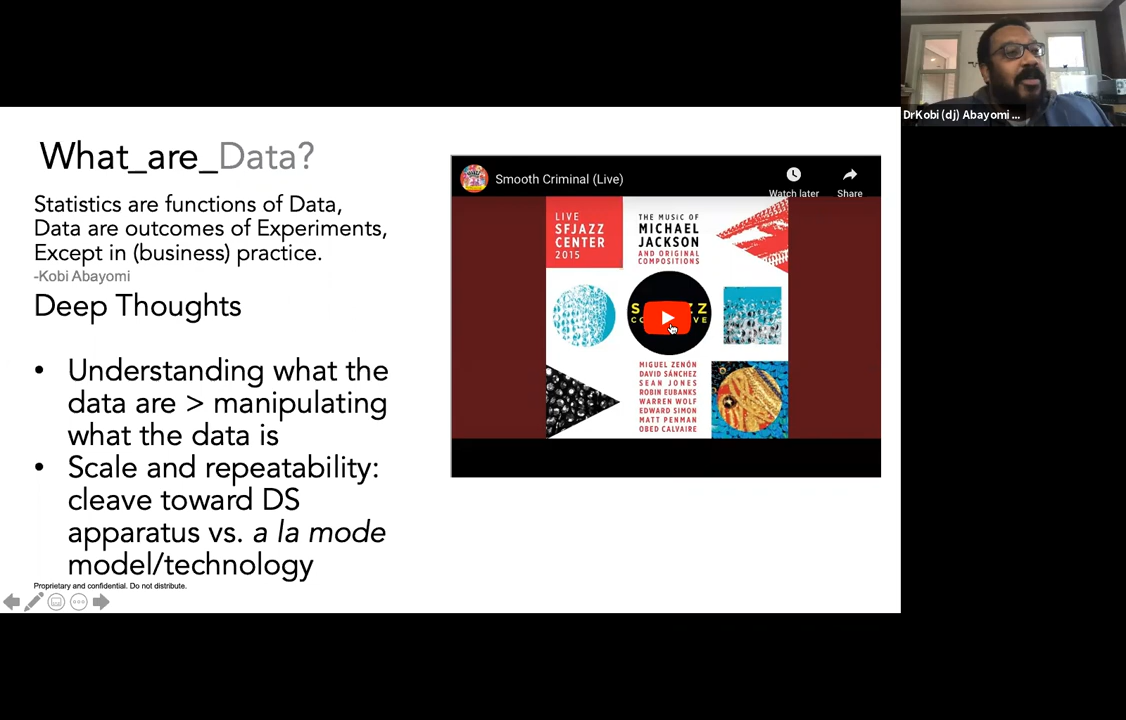 What_are_Data?
Statistics are functions of Data,
Data are outcomes of Experiments,
Except in (business) practice.
-Kobi Abayomi
Deep Thoughts
• Understanding what the
data are > manipulating
what the data is
• Scale and repeatability:
cleave toward DS
apparatus vs. a la mode
model/technology
Proprietary and confidential. Do not distribute.
Smooth Criminal (Live)
Watch later
Share
LIVE
SFJAZZ
CENTER
2015
THE MUSIC OF
MICHAEL
JACKSON
AND ORIGINAL
COMPOSITIONS
MIGUEL ZENÓN
DAVID SÁNCHEZ
SEAN JONES
ROBIN EUBANKS
WARREN WOLF
EDWARD SIMON
MATT PENMAN
OBED CALVAIRE
DrKobi (dj) Abayomi ...